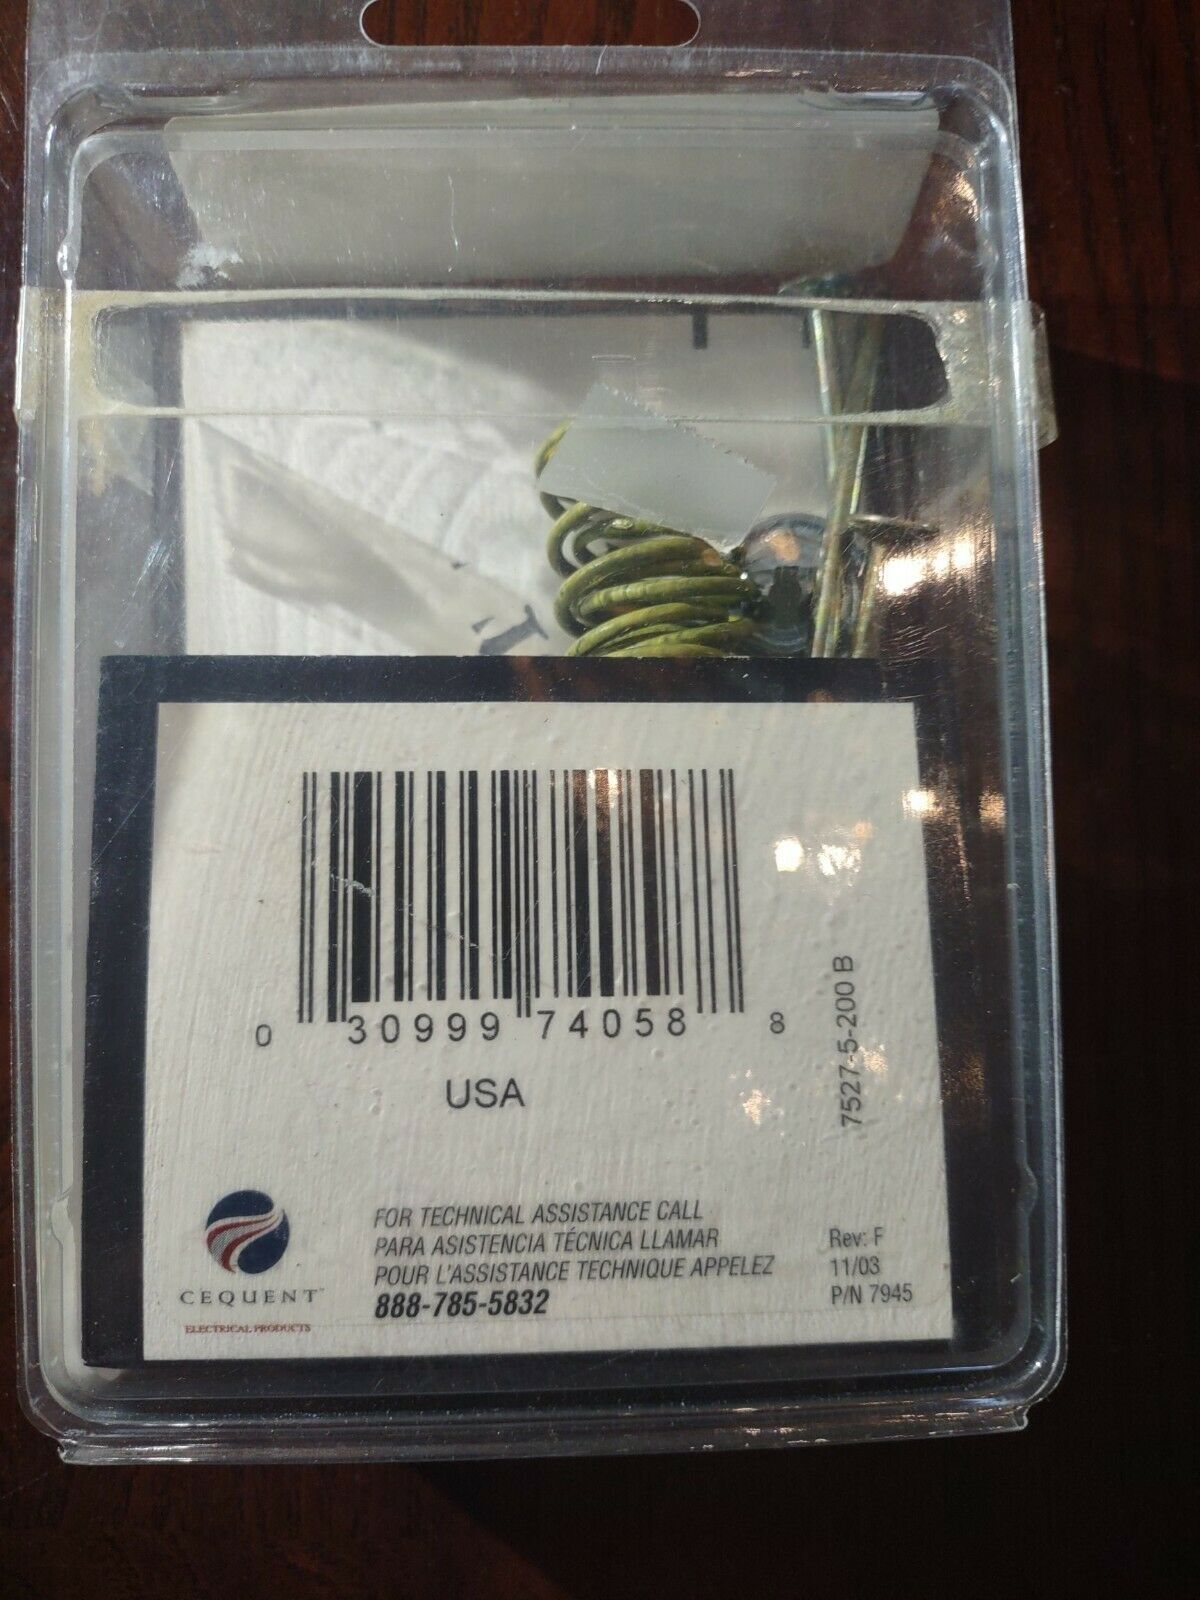 0 30999 74058 8
USA
7527-5-200 B
CEQUENT™
ELECTRICAL PRODUCTS
FOR TECHNICAL ASSISTANCE CALL
PARA ASISTENCIA TÉCNICA LLAMAR
POUR L'ASSISTANCE TECHNIQUE APPELEZ
888-785-5832
Rev: F
11/03
P/N 7945